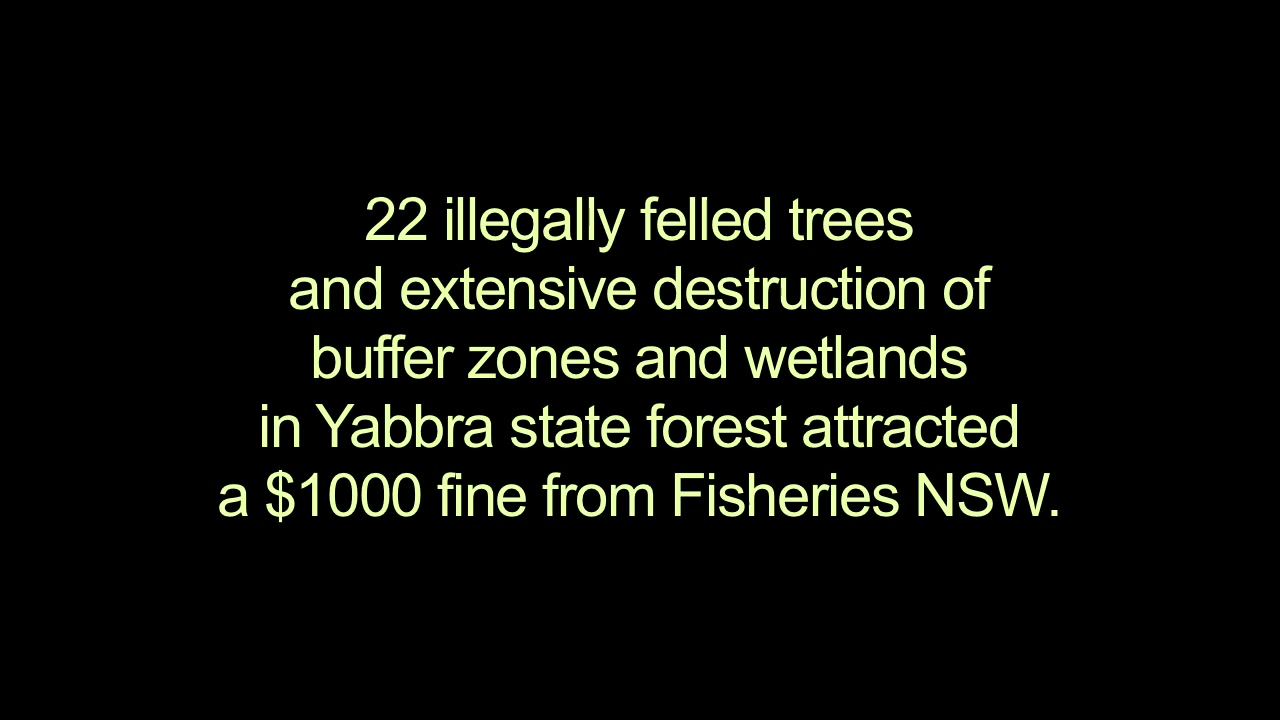 22 illegally felled trees
and extensive destruction of
buffer zones and wetlands
in Yabbra state forest attracted
a $1000 fine from Fisheries NSW.